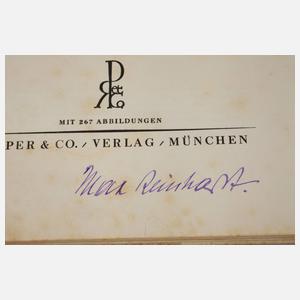 MIT 267 ABBILDUNGEN
PER & CO. / VERLAG / MÜNCHEN
Max Reinhardt.